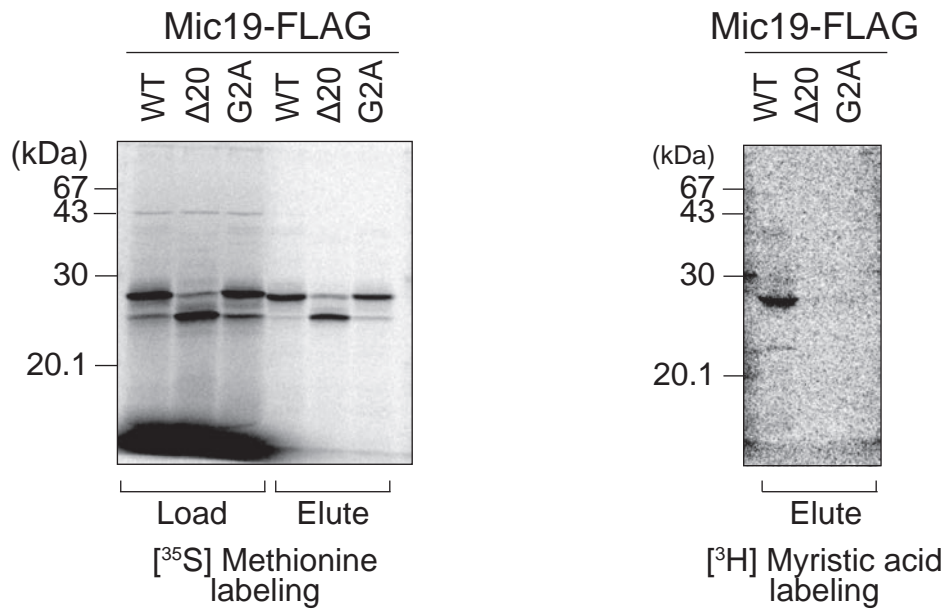 Mic19-FLAG
WT Δ20 G2A WT Δ20 G2A
(kDa)
67
43
30
20.1
Load Elute
[³⁵S] Methionine
labeling
Mic19-FLAG
WT Δ20 G2A
(kDa)
67
43
30
20.1
Elute
[³H] Myristic acid
labeling